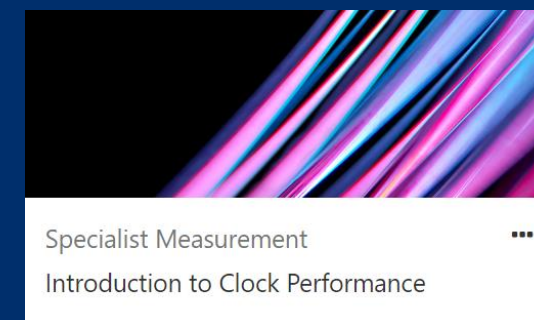 Specialist Measurement
Introduction to Clock Performance